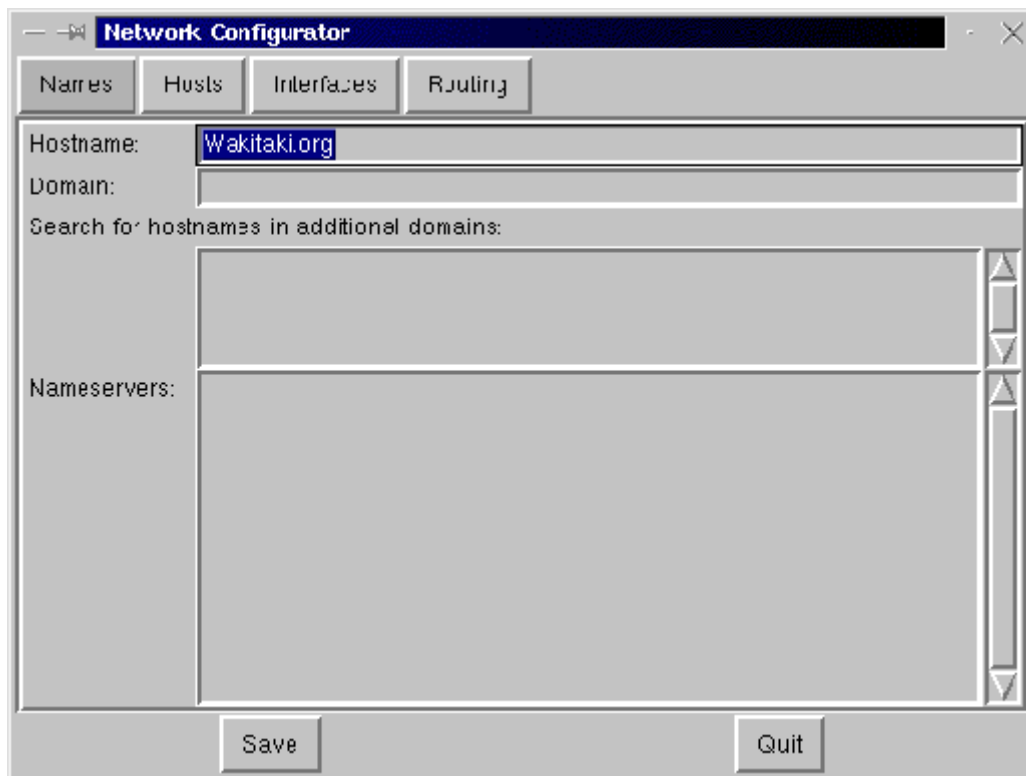 Network Configurator
Names Hosts Interfaces Routing
Hostname: Wakitaki.org
Domain:
Search for hostnames in additional domains:
Nameservers:
Save Quit